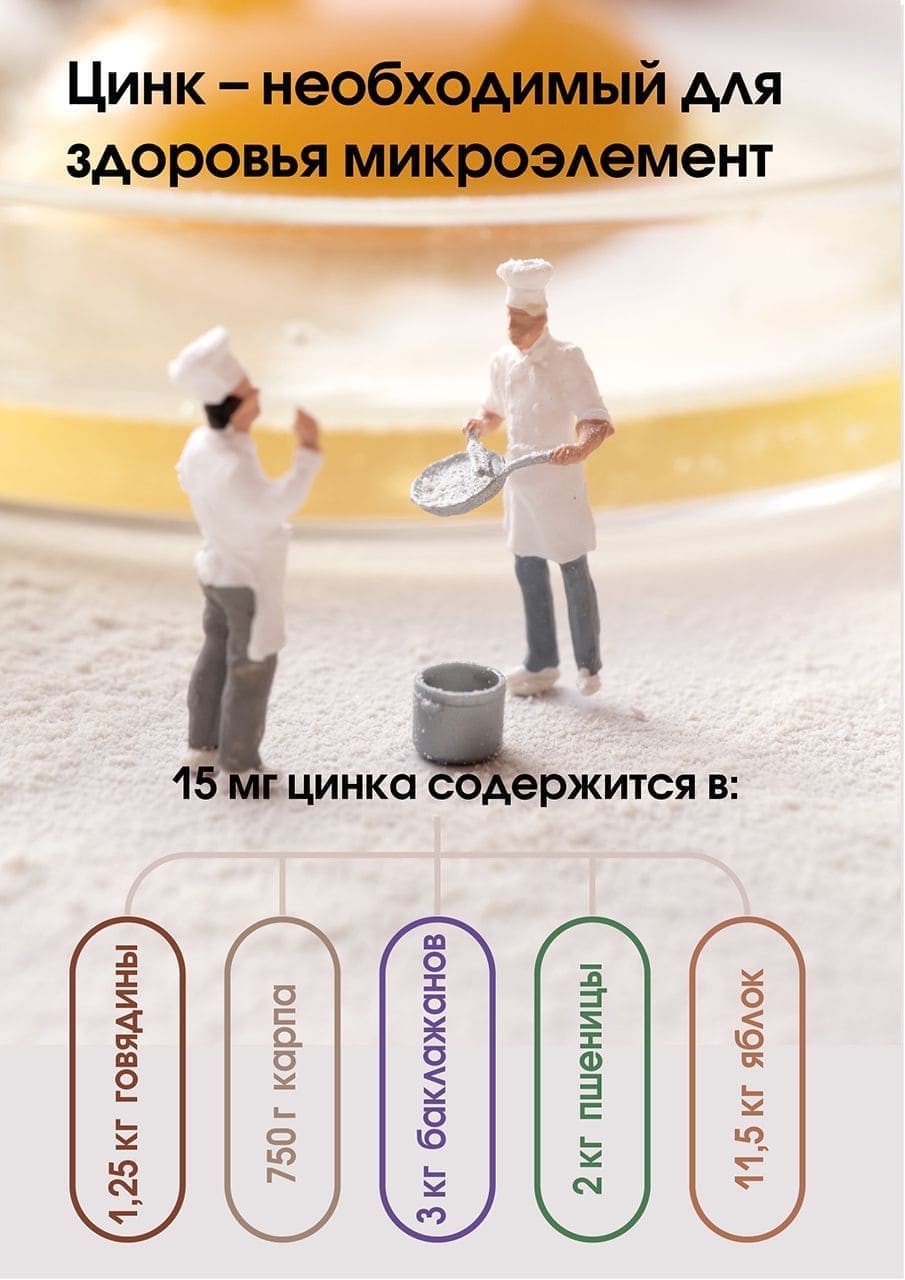 Цинк – необходимый для
здоровья микроэлемент
15 мг цинка содержится в:
1,25 кг говядины
750 г карпа
3 кг баклажанов
2 кг пшеницы
11,5 кг яблок